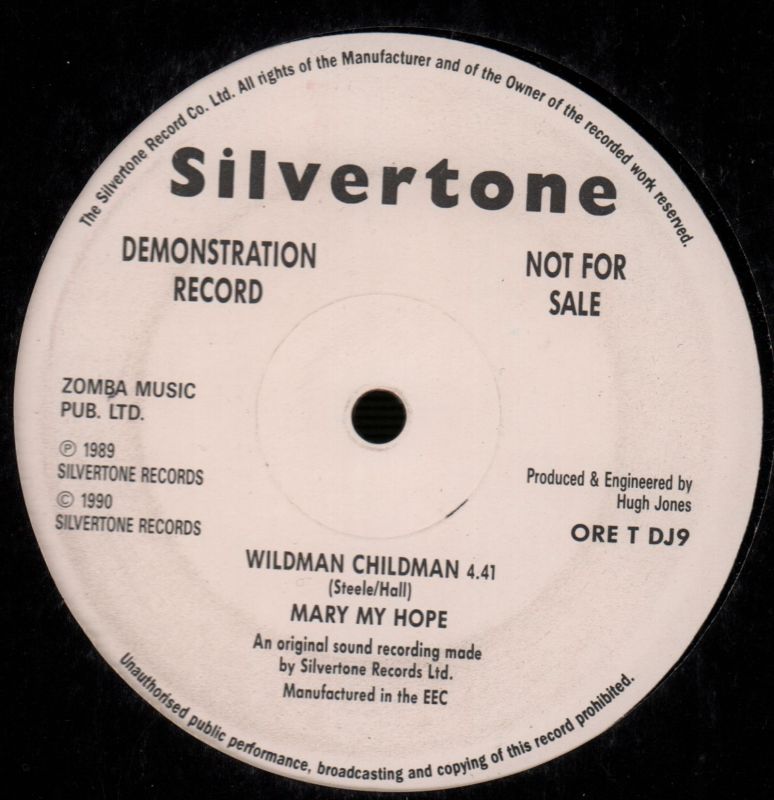 The Silvertone Record Co. Ltd. All rights of the Manufacturer and of the Owner of the recorded work reserved.
Silvertone
DEMONSTRATION
RECORD
NOT FOR
SALE
ZOMBA MUSIC
PUB. LTD.
Ⓟ 1989
SILVERTONE RECORDS
© 1990
SILVERTONE RECORDS
Produced & Engineered by
Hugh Jones
ORE T DJ9
WILDMAN CHILDMAN 4.41
(Steele/Hall)
MARY MY HOPE
An original sound recording made
by Silvertone Records Ltd.
Manufactured in the EEC
Unauthorised public performance, broadcasting and copying of this record prohibited.